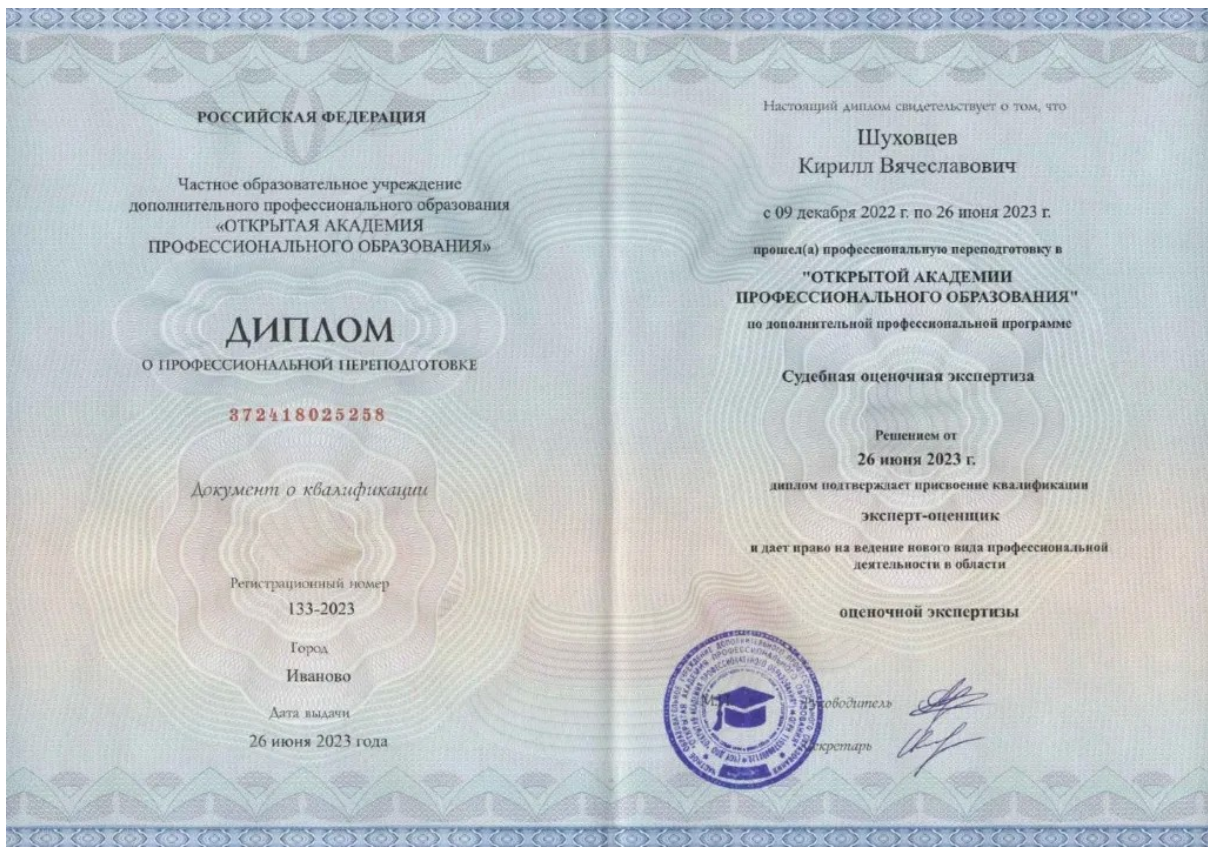 РОССИЙСКАЯ ФЕДЕРАЦИЯ
Частное образовательное учреждение
дополнительного профессионального образования
«ОТКРЫТАЯ АКАДЕМИЯ
ПРОФЕССИОНАЛЬНОГО ОБРАЗОВАНИЯ»
ДИПЛОМ
О ПРОФЕССИОНАЛЬНОЙ ПЕРЕПОДГОТОВКЕ
372418025258
Документ о квалификации
Регистрационный номер
133-2023
Город
Иваново
Дата выдачи
26 июня 2023 года
Настоящий диплом свидетельствует о том, что
Шуховцев
Кирилл Вячеславович
с 09 декабря 2022 г. по 26 июня 2023 г.
прошел(а) профессиональную переподготовку в
"ОТКРЫТОЙ АКАДЕМИИ
ПРОФЕССИОНАЛЬНОГО ОБРАЗОВАНИЯ"
по дополнительной профессиональной программе
Судебная оценочная экспертиза
Решением от
26 июня 2023 г.
диплом подтверждает присвоение квалификации
эксперт-оценщик
и дает право на ведение нового вида профессиональной
деятельности в области
оценочной экспертизы
Руководитель
Секретарь